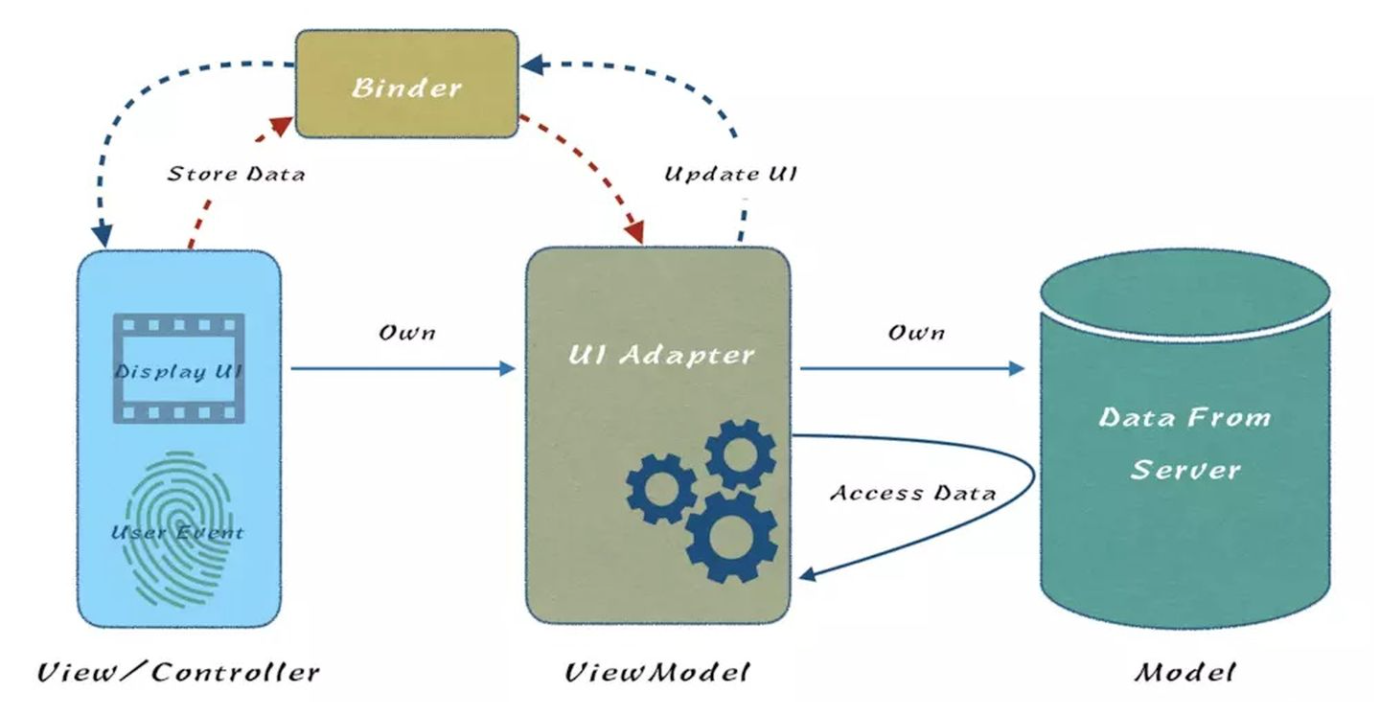 Binder
Store Data
Update UI
Own
Own
UI Adapter
Display UI
Data From
Server
Access Data
User Event
View/Controller
ViewModel
Model